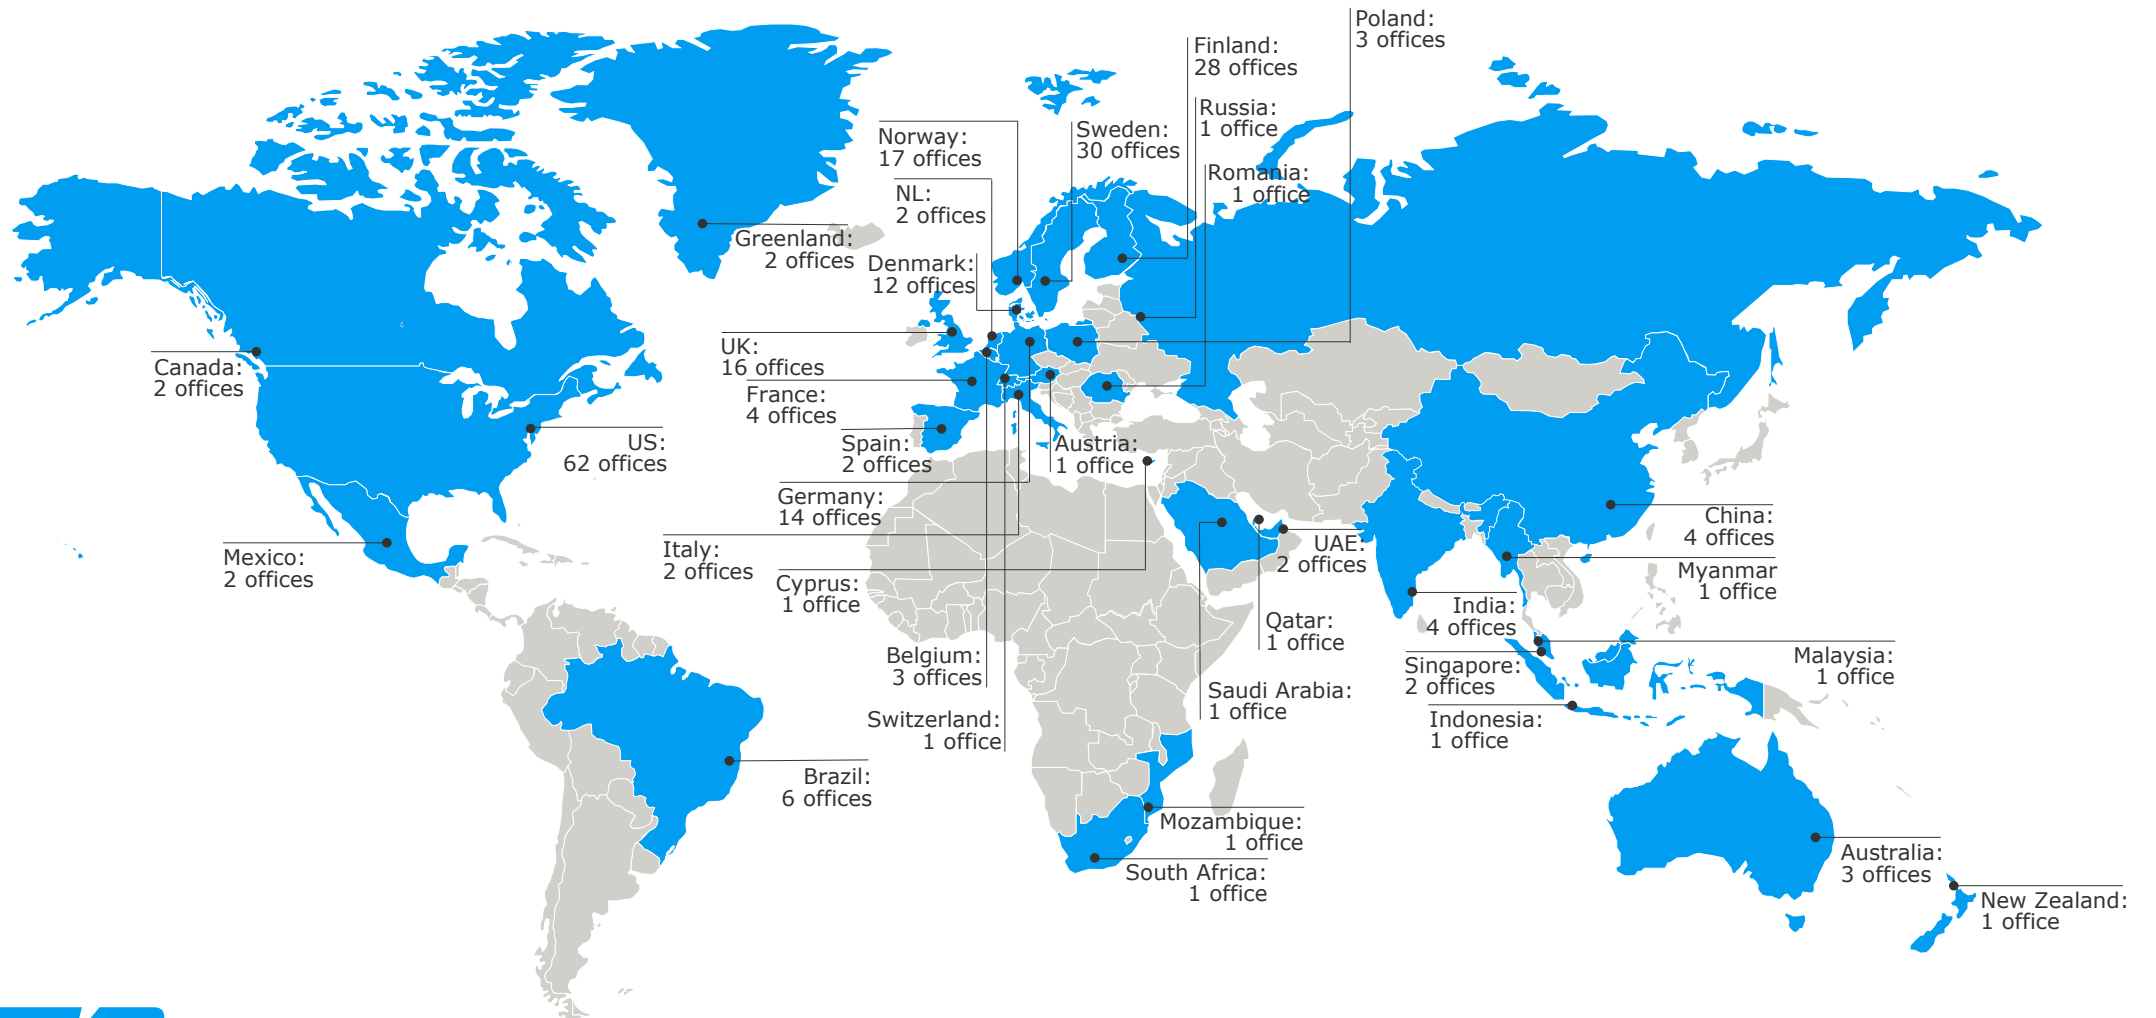 Poland:
3 offices
Finland:
28 offices
Russia:
1 office
Sweden:
30 offices
Norway:
17 offices
Romania:
1 office
NL:
2 offices
Greenland:
2 offices
Denmark:
12 offices
UK:
16 offices
Canada:
2 offices
France:
4 offices
US:
62 offices
Spain:
2 offices
Austria:
1 office
Germany:
14 offices
China:
4 offices
Mexico:
2 offices
Italy:
2 offices
UAE:
2 offices
Cyprus:
1 office
Myanmar
1 office
India:
4 offices
Qatar:
1 office
Belgium:
3 offices
Malaysia:
1 office
Singapore:
2 offices
Saudi Arabia:
1 office
Switzerland:
1 office
Indonesia:
1 office
Brazil:
6 offices
Mozambique:
1 office
Australia:
3 offices
South Africa:
1 office
New Zealand:
1 office